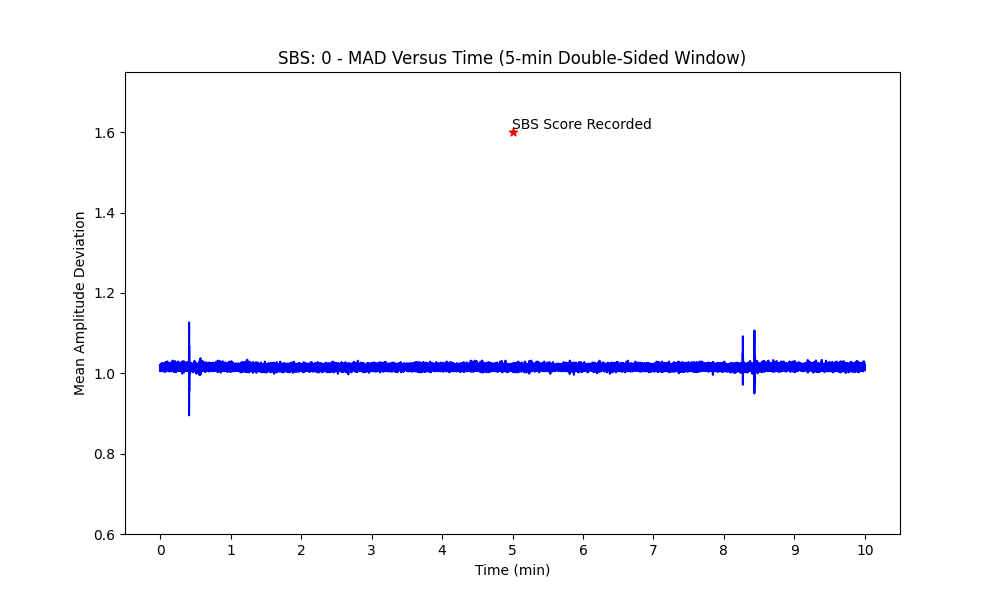 SBS: 0 - MAD Versus Time (5-min Double-Sided Window)
SBS Score Recorded
Mean Amplitude Deviation
1.6
1.4
1.2
1.0
0.8
0.6
0 1 2 3 4 5 6 7 8 9 10
Time (min)